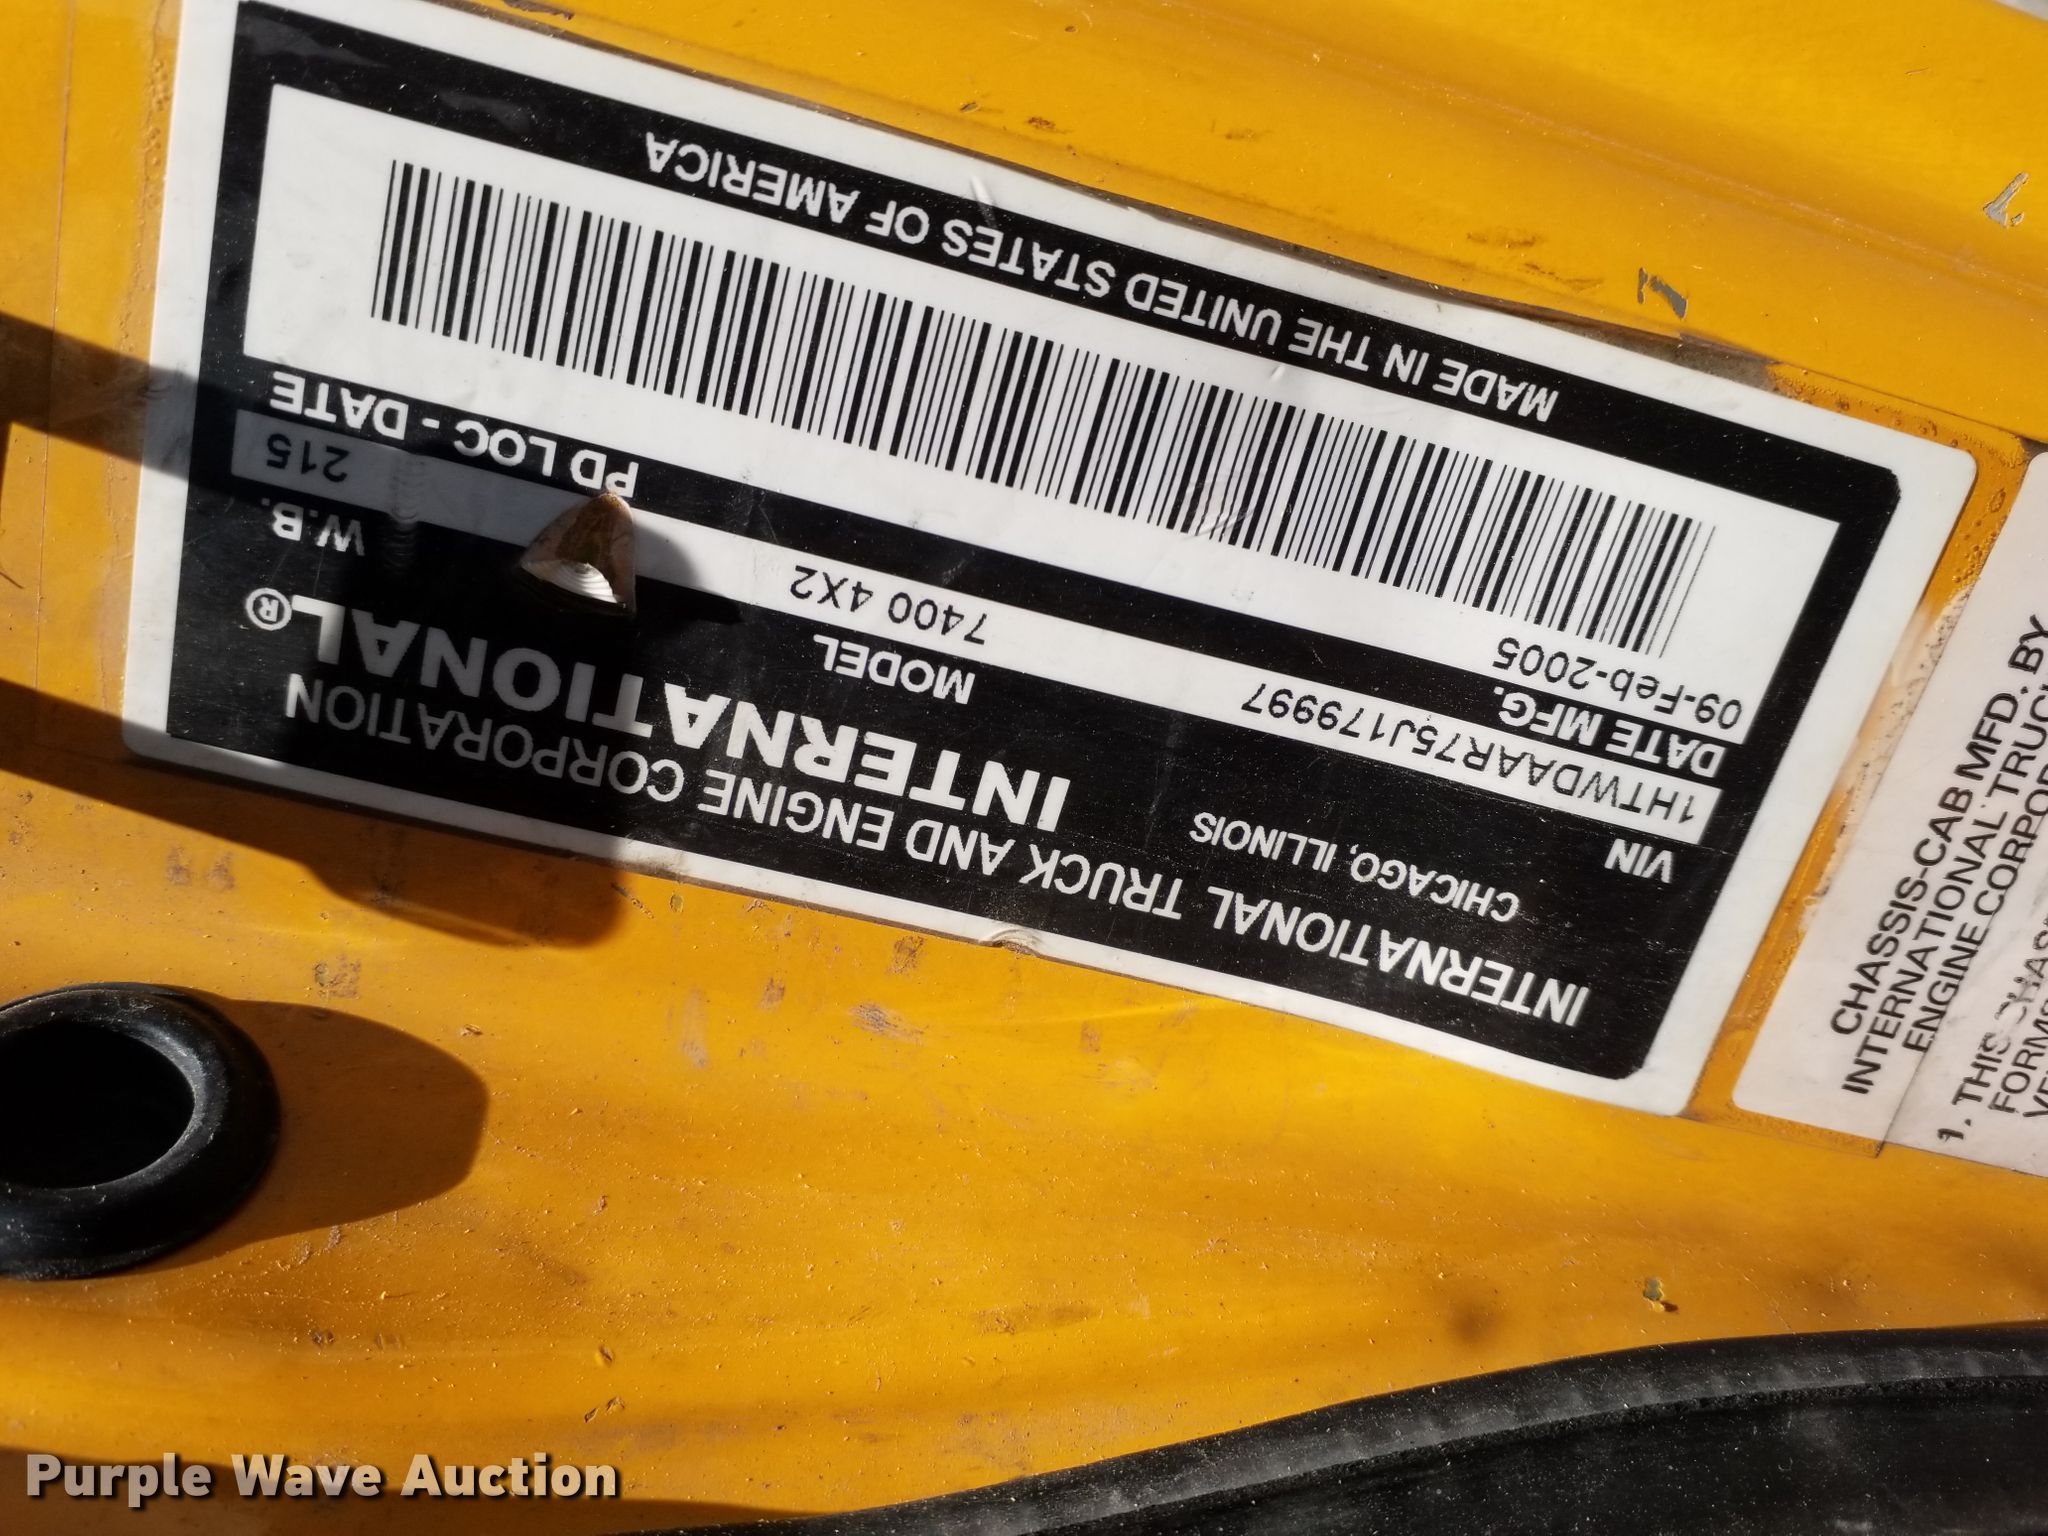 INTERNATIONAL TRUCK AND ENGINE CORPORATION
CHICAGO, ILLINOIS
INTERNATIONAL®
VIN
MODEL
W.B.
1HTWDAAR75J179997
7400 4X2
215
DATE MFG.
PD LOC - DATE
09-Feb-2005
MADE IN THE UNITED STATES OF AMERICA
CHASSIS-CAB MFD. BY
INTERNATIONAL TRUCK
ENGINE CORPOR
1. THIS CHASS
FORMS
Purple Wave Auction